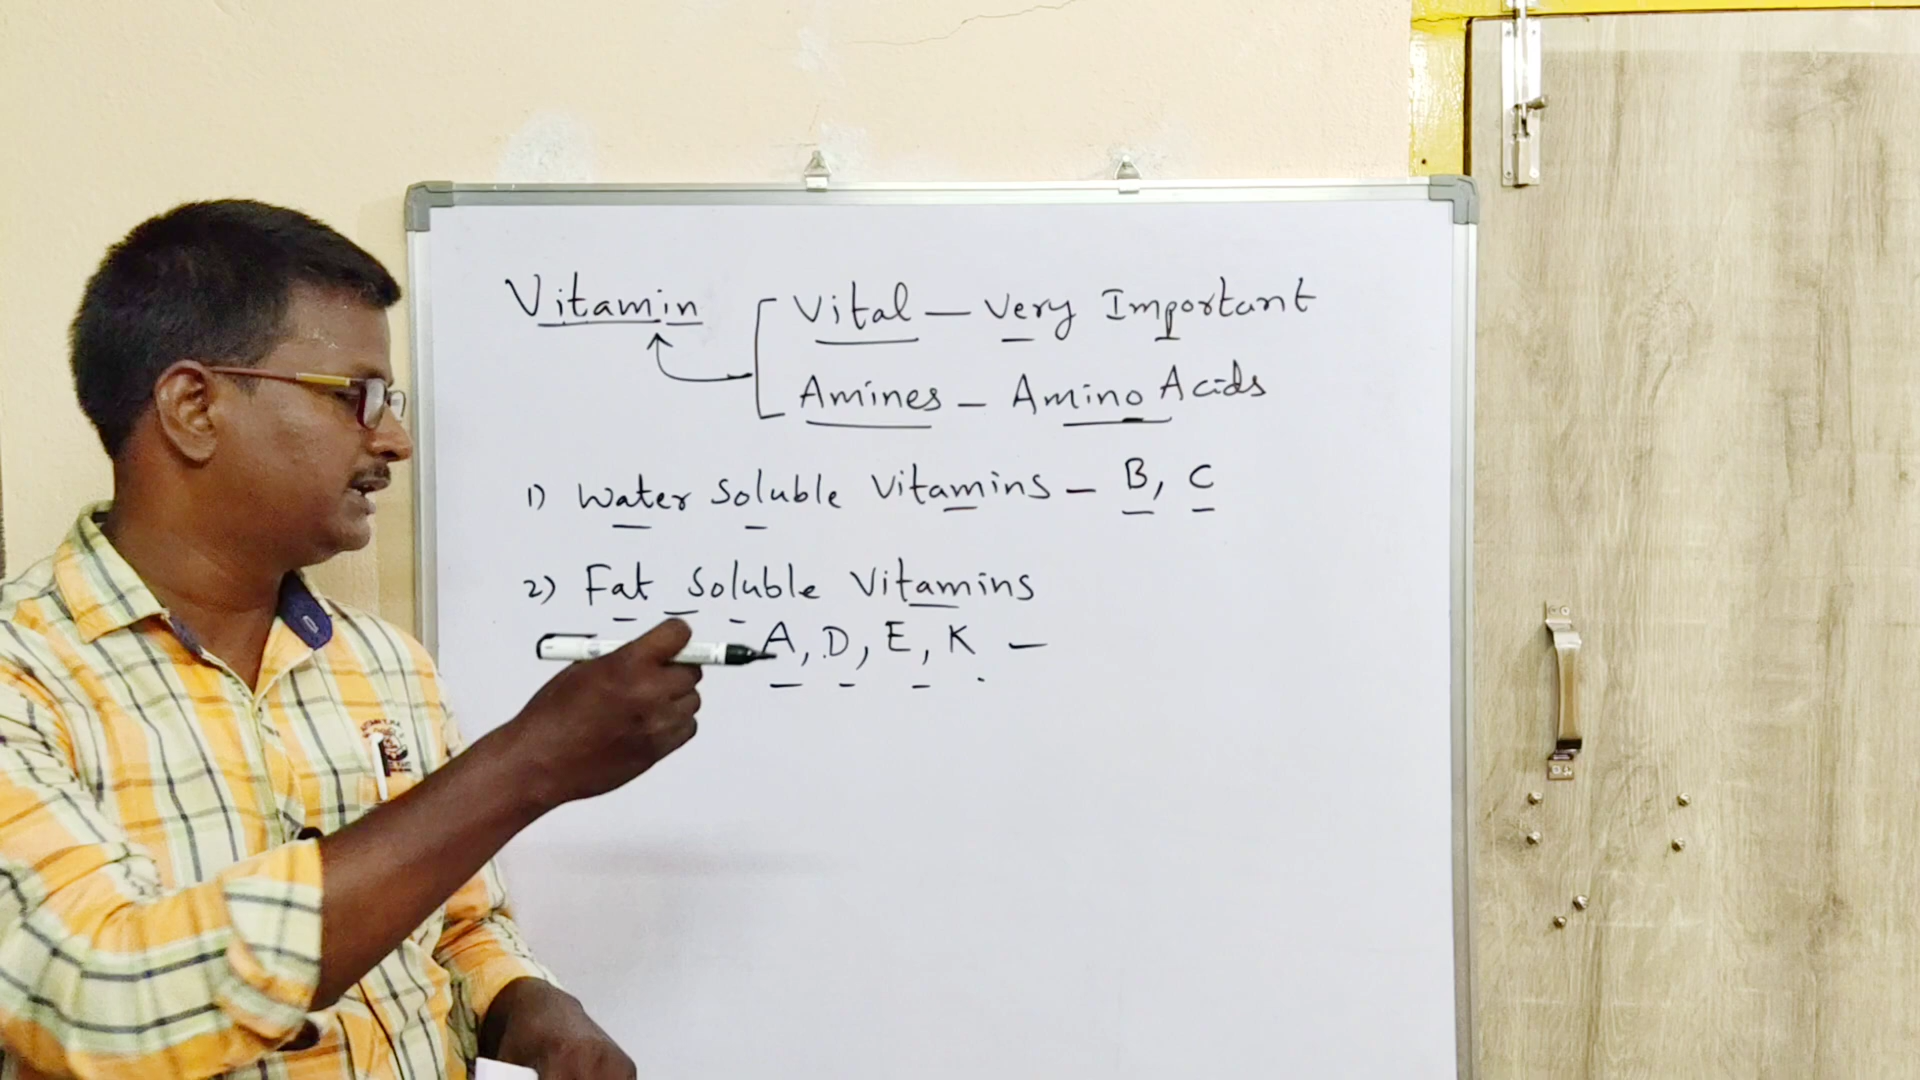 Vitamin Vital — Very Important
Amines — Amino Acids
1) Water Soluble Vitamins — B, C
2) Fat Soluble Vitamins
A, D, E, K —